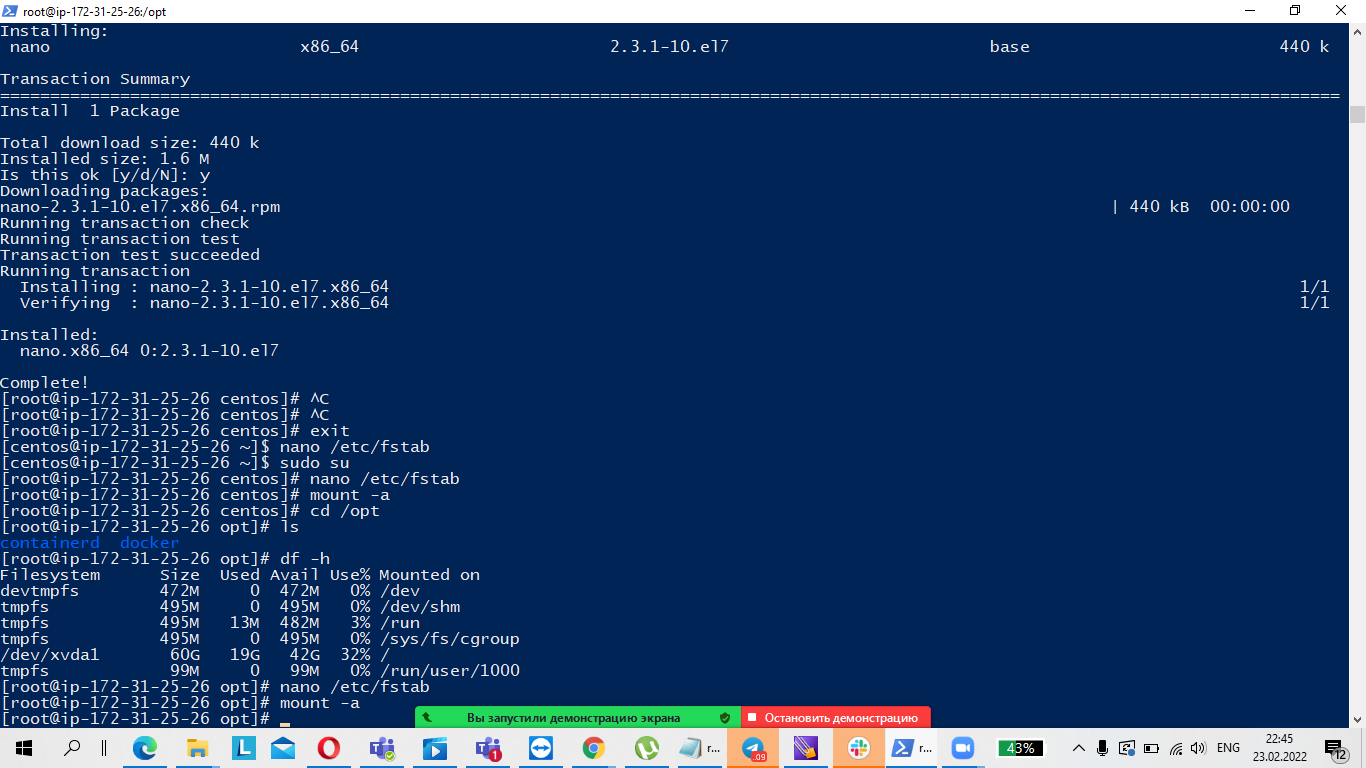 root@ip-172-31-25-26:/opt
Installing:
nano x86_64 2.3.1-10.el7 base 440 k
Transaction Summary
================================================================================
Install 1 Package
Total download size: 440 k
Installed size: 1.6 M
Is this ok [y/d/N]: y
Downloading packages:
nano-2.3.1-10.el7.x86_64.rpm | 440 kB 00:00:00
Running transaction check
Running transaction test
Transaction test succeeded
Running transaction
Installing : nano-2.3.1-10.el7.x86_64 1/1
Verifying : nano-2.3.1-10.el7.x86_64 1/1
Installed:
nano.x86_64 0:2.3.1-10.el7
Complete!
[root@ip-172-31-25-26 centos]# ^C
[root@ip-172-31-25-26 centos]# ^C
[root@ip-172-31-25-26 centos]# exit
[centos@ip-172-31-25-26 ~]$ nano /etc/fstab
[centos@ip-172-31-25-26 ~]$ sudo su
[root@ip-172-31-25-26 centos]# nano /etc/fstab
[root@ip-172-31-25-26 centos]# mount -a
[root@ip-172-31-25-26 centos]# cd /opt
[root@ip-172-31-25-26 opt]# ls
containerd docker
[root@ip-172-31-25-26 opt]# df -h
Filesystem Size Used Avail Use% Mounted on
devtmpfs 472M 0 472M 0% /dev
tmpfs 495M 0 495M 0% /dev/shm
tmpfs 495M 13M 482M 3% /run
tmpfs 495M 0 495M 0% /sys/fs/cgroup
/dev/xvda1 60G 19G 42G 32% /
tmpfs 99M 0 99M 0% /run/user/1000
[root@ip-172-31-25-26 opt]# nano /etc/fstab
[root@ip-172-31-25-26 opt]# mount -a
[root@ip-172-31-25-26 opt]# _
Вы запустили демонстрацию экрана Остановить демонстрацию
L 1 r... .09 r... 43% ENG 22:45
23.02.2022 12